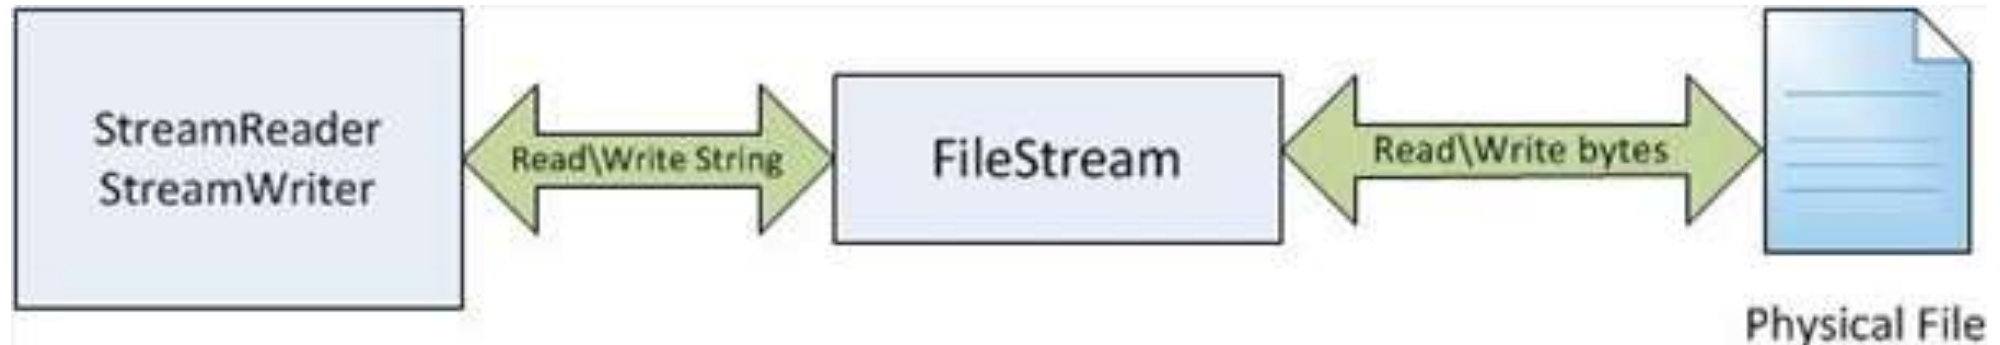 StreamReader
StreamWriter
Read\Write String
FileStream
Read\Write bytes
Physical File